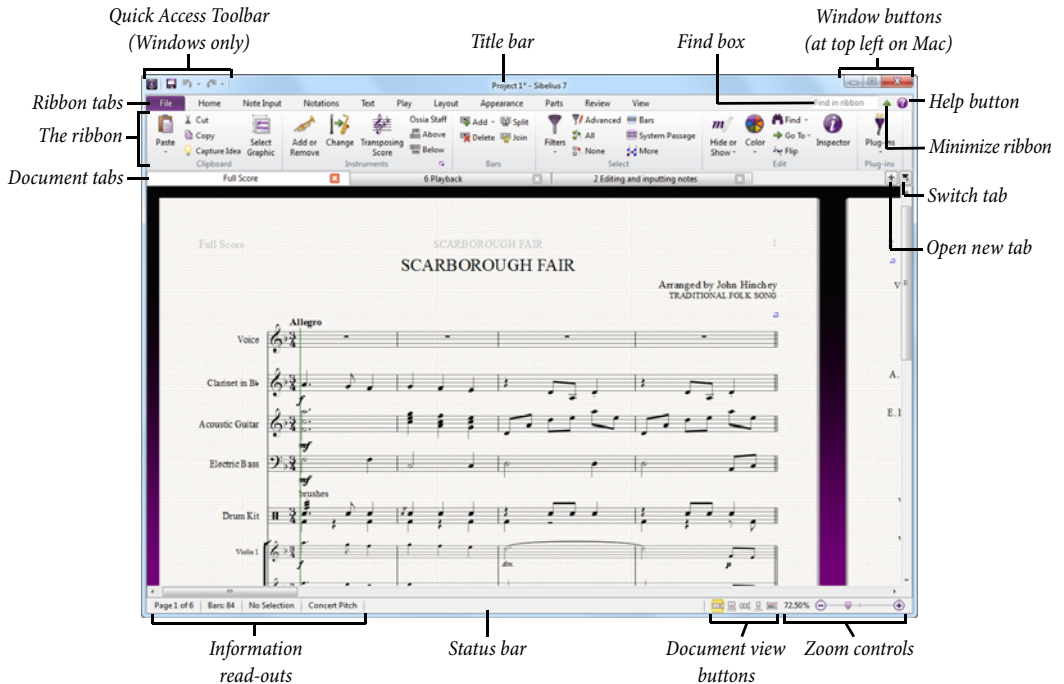 Quick Access Toolbar
(Windows only)
Title bar
Find box
Window buttons
(at top left on Mac)
Project 1* - Sibelius 7
Ribbon tabs
File Home Note Input Notations Text Play Layout Appearance Parts Review View Find in ribbon
Help button
The ribbon
Paste Cut Copy Capture Idea Select Graphic
Clipboard
Add or Remove Change Transposing Score Ossia Staff Above Below
Instruments
Add Split Delete Join
Bars
Filters Advanced Bars All System Passage None More
Select
Hide or Show Color Find Go To Flip Inspector
Edit
Plug-ins
Plug-ins
Minimize ribbon
Document tabs
Full Score 6 Playback 2 Editing and inputting notes
Switch tab
Open new tab
Full Score SCARBOROUGH FAIR 1
SCARBOROUGH FAIR
Arranged by John Hinchey
TRADITIONAL FOLK SONG
V
Allegro
Voice
A.
Clarinet in B♭
f
E. I
Acoustic Guitar
mf
Electric Bass
mf
brushes
Drum Kit
Violin I
f div. p
Page 1 of 6 Bars: 84 No Selection Concert Pitch 72.50%
Information
read-outs
Status bar
Document view
buttons
Zoom controls